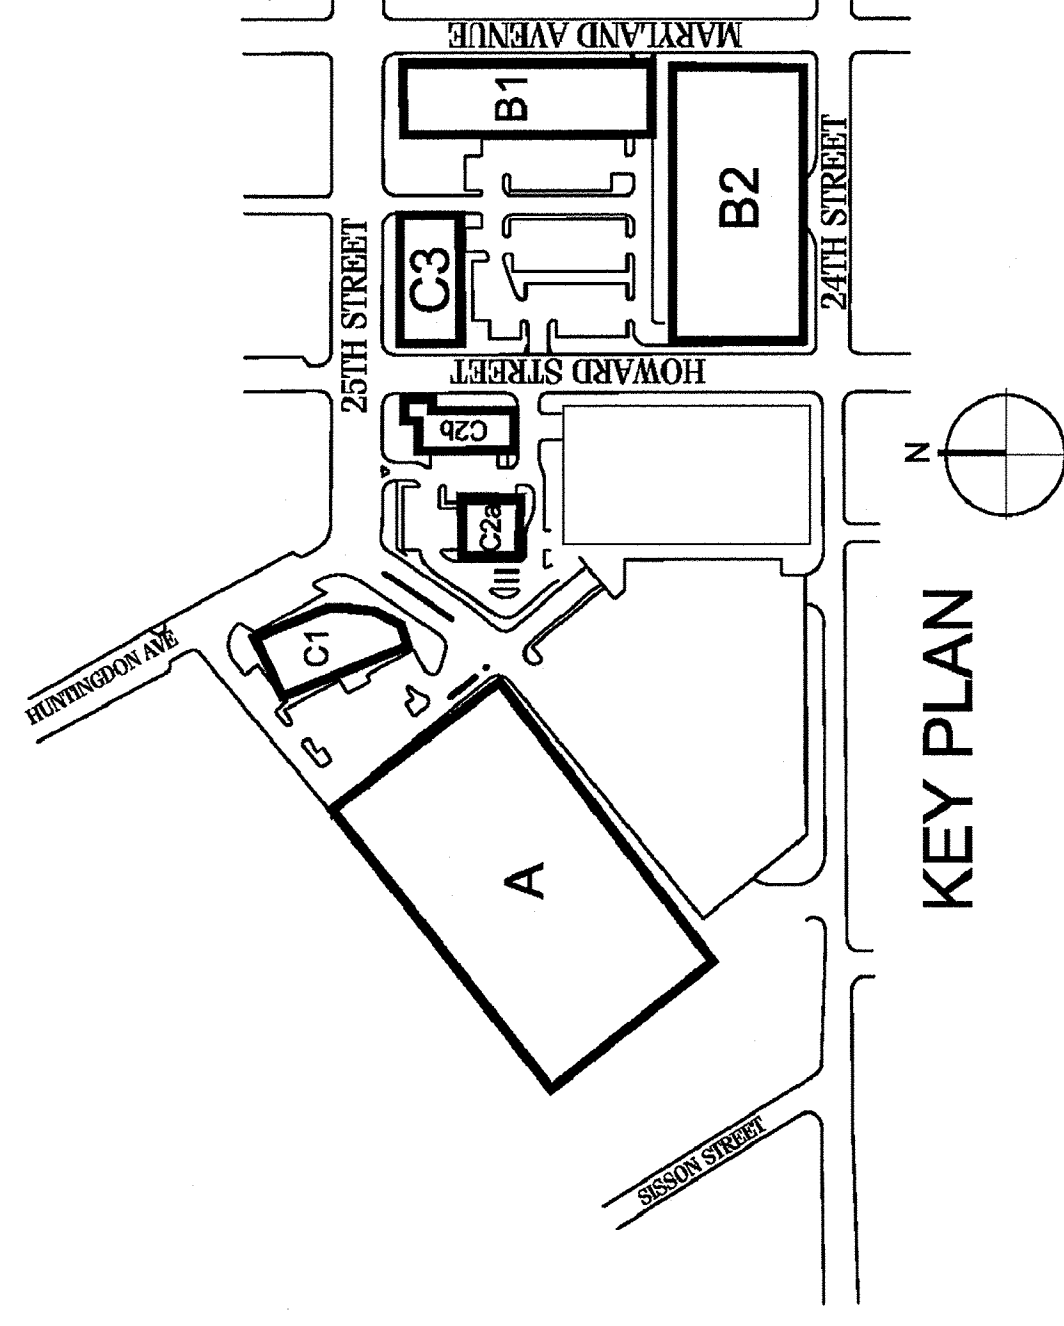 MARYLAND AVENUE
B1
B2
24TH STREET
25TH STREET
C3
HOWARD STREET
C2b
C2a
N
HUNTINGDON AVE
C1
A
KEY PLAN
SISSON STREET